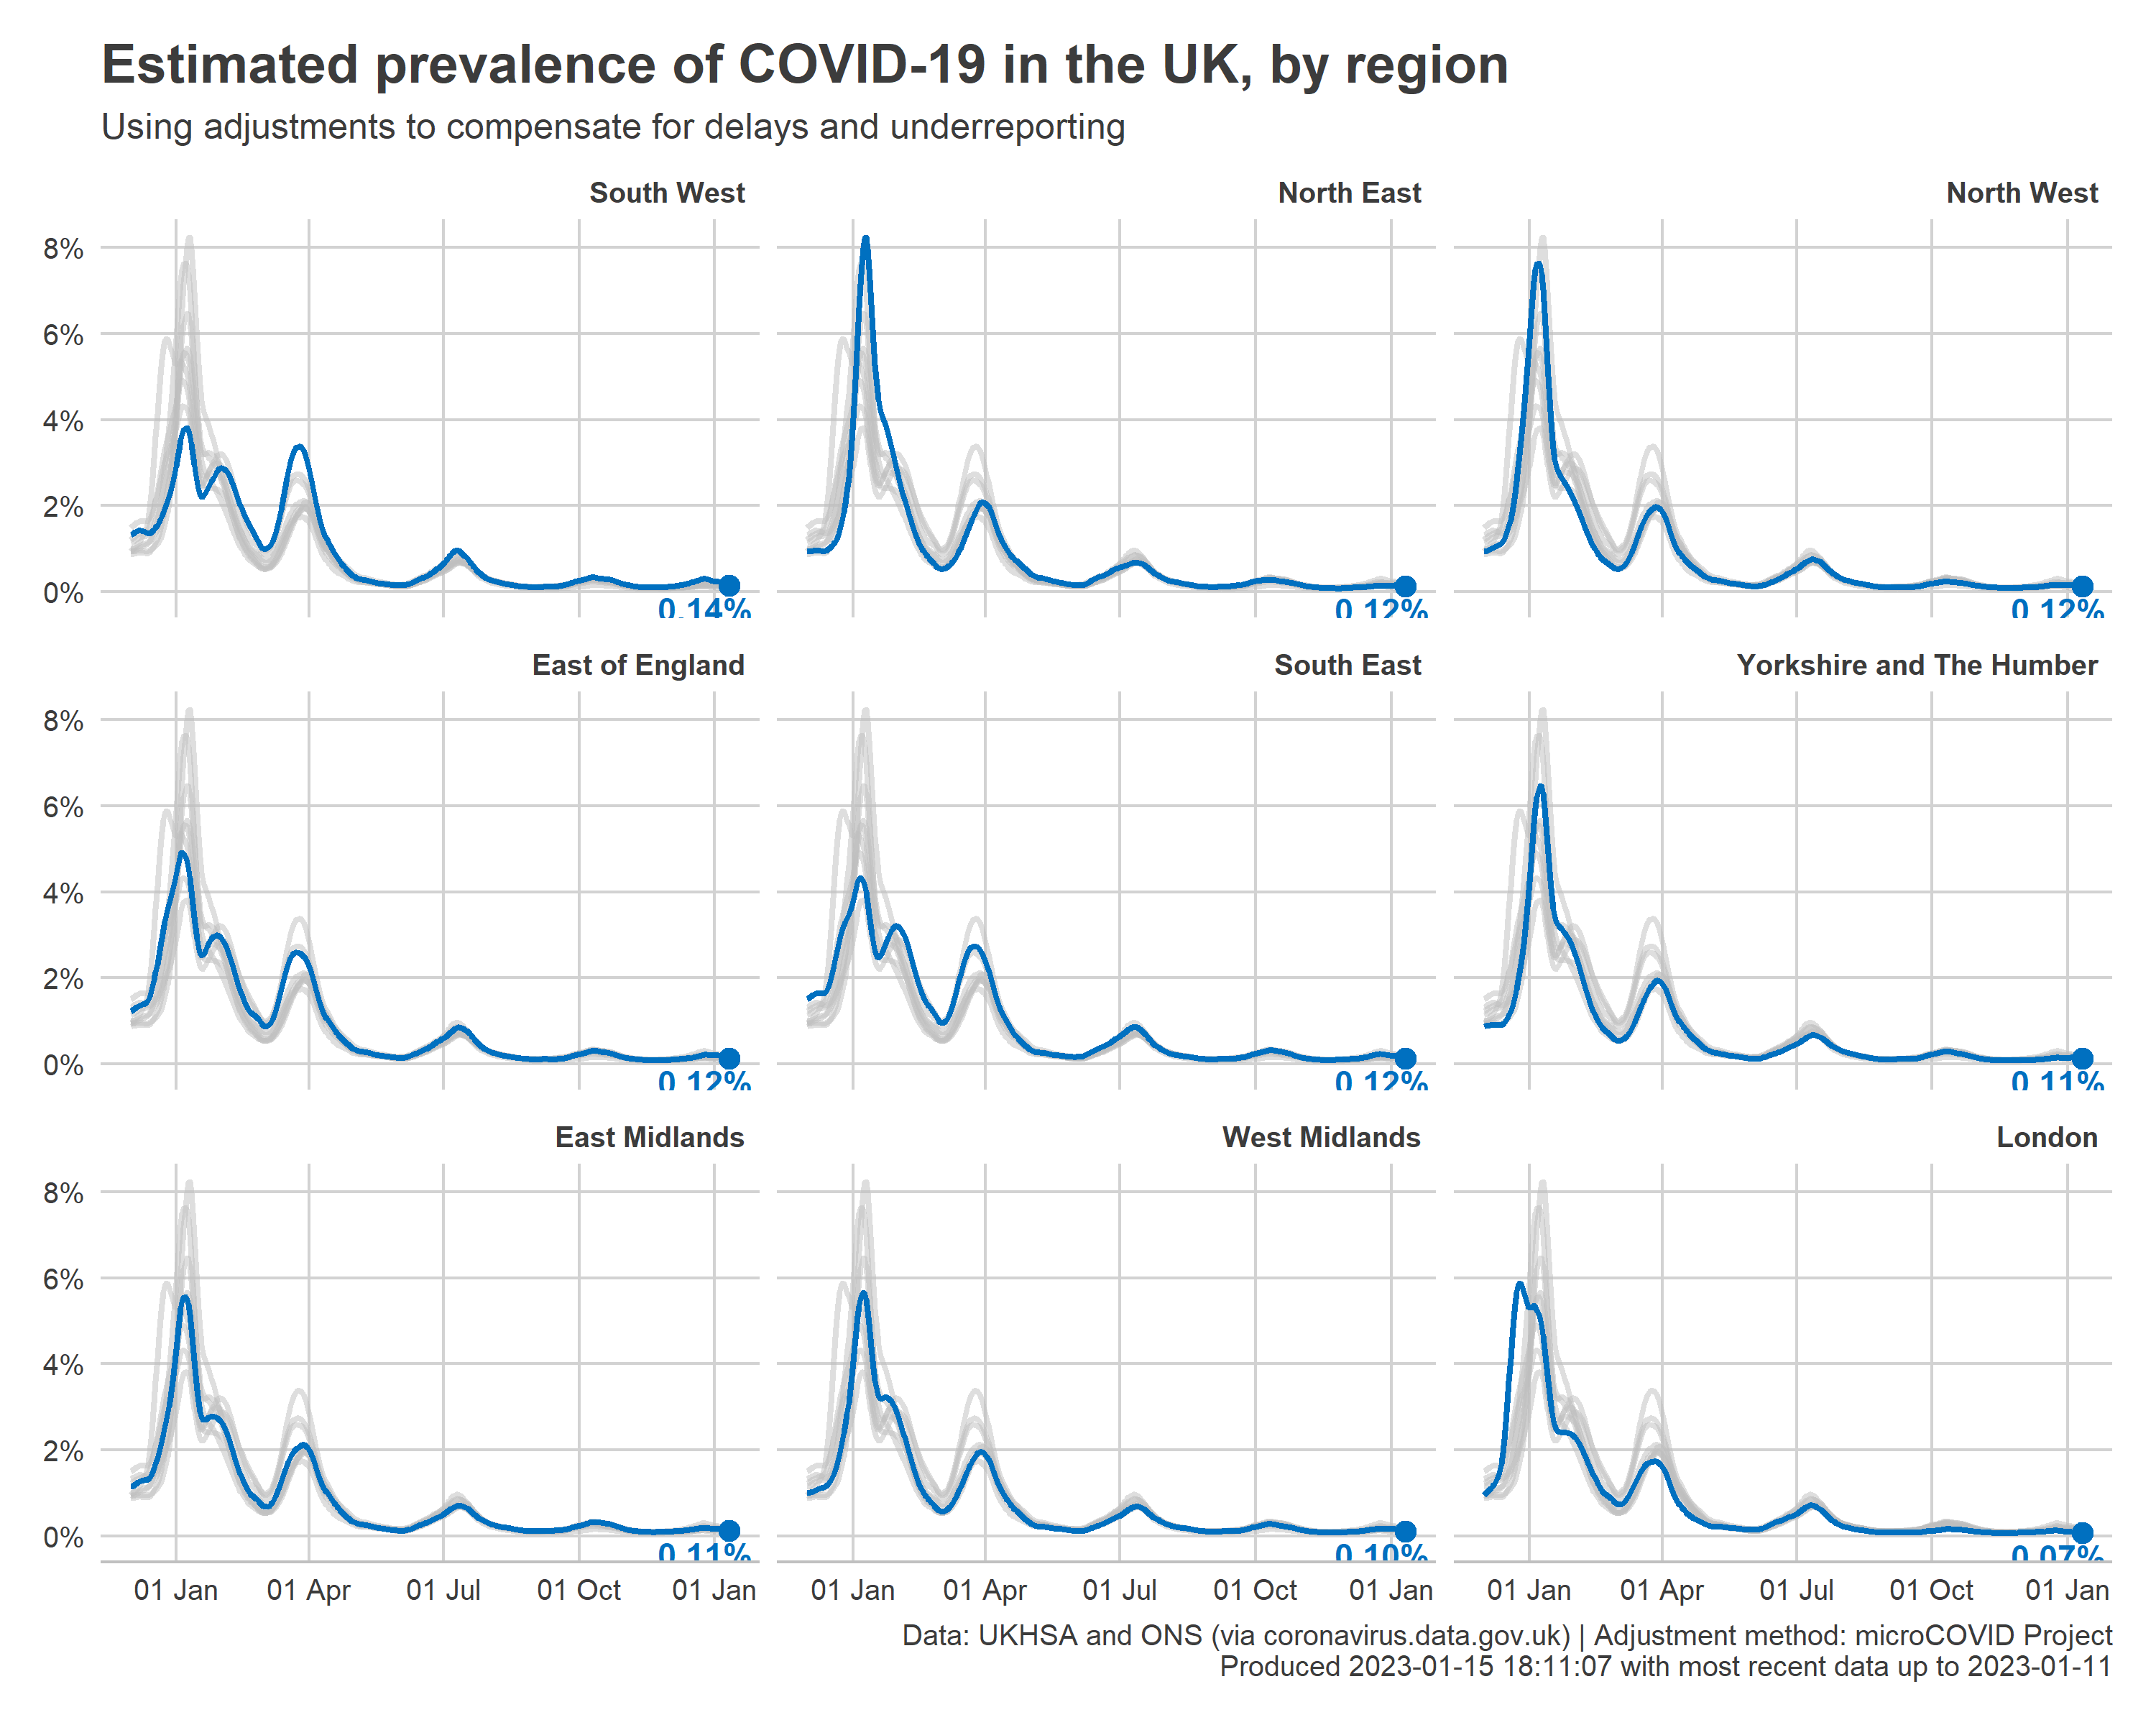 Estimated prevalence of COVID-19 in the UK, by region
Using adjustments to compensate for delays and underreporting
South West
North East
North West
8%
6%
4%
2%
0%
0.14%
0.12%
0.12%
East of England
South East
Yorkshire and The Humber
8%
6%
4%
2%
0%
0.12%
0.12%
0.11%
East Midlands
West Midlands
London
8%
6%
4%
2%
0%
0.11%
0.10%
0.07%
01 Jan 01 Apr 01 Jul 01 Oct 01 Jan
01 Jan 01 Apr 01 Jul 01 Oct 01 Jan
01 Jan 01 Apr 01 Jul 01 Oct 01 Jan
Data: UKHSA and ONS (via coronavirus.data.gov.uk) | Adjustment method: microCOVID Project
Produced 2023-01-15 18:11:07 with most recent data up to 2023-01-11